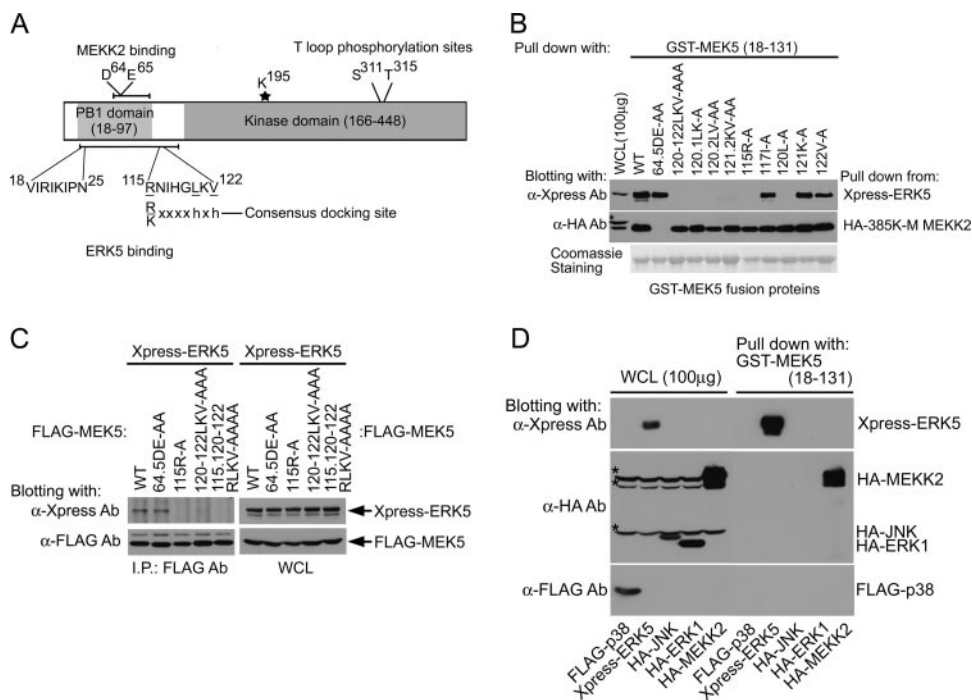 A
MEKK2 binding
D64E65
T loop phosphorylation sites
K195
S311T315
PB1 domain
(18-97)
Kinase domain (166-448)
18VIRIKIPN25
115RNIHGLKV122
R
K
xxxxhxh
Consensus docking site
ERK5 binding
B
Pull down with:
GST-MEK5 (18-131)
WCL(100µg)
WT
64.5DE-AA
120-122LKV-AAA
120.1LK-A
120.2LV-AA
121.2KV-AA
115R-A
117I-A
120L-A
121K-A
122V-A
Blotting with:
Pull down from:
α-Xpress Ab
Xpress-ERK5
*
α-HA Ab
HA-385K-M MEKK2
Coomassie
Staining
GST-MEK5 fusion proteins
C
Xpress-ERK5
Xpress-ERK5
FLAG-MEK5:
WT
64.5DE-AA
115R-A
120-122LKV-AAA
115.120-122
RLKV-AAAA
WT
64.5DE-AA
115R-A
120-122LKV-AAA
115.120-122
RLKV-AAAA
:FLAG-MEK5
Blotting with:
α-Xpress Ab
Xpress-ERK5
α-FLAG Ab
FLAG-MEK5
I.P.: FLAG Ab
WCL
D
WCL (100µg)
Pull down with:
GST-MEK5
(18-131)
Blotting with:
α-Xpress Ab
Xpress-ERK5
*
*
HA-MEKK2
α-HA Ab
*
HA-JNK
HA-ERK1
α-FLAG Ab
FLAG-p38
FLAG-p38
Xpress-ERK5
HA-JNK
HA-ERK1
HA-MEKK2
FLAG-p38
Xpress-ERK5
HA-JNK
HA-ERK1
HA-MEKK2